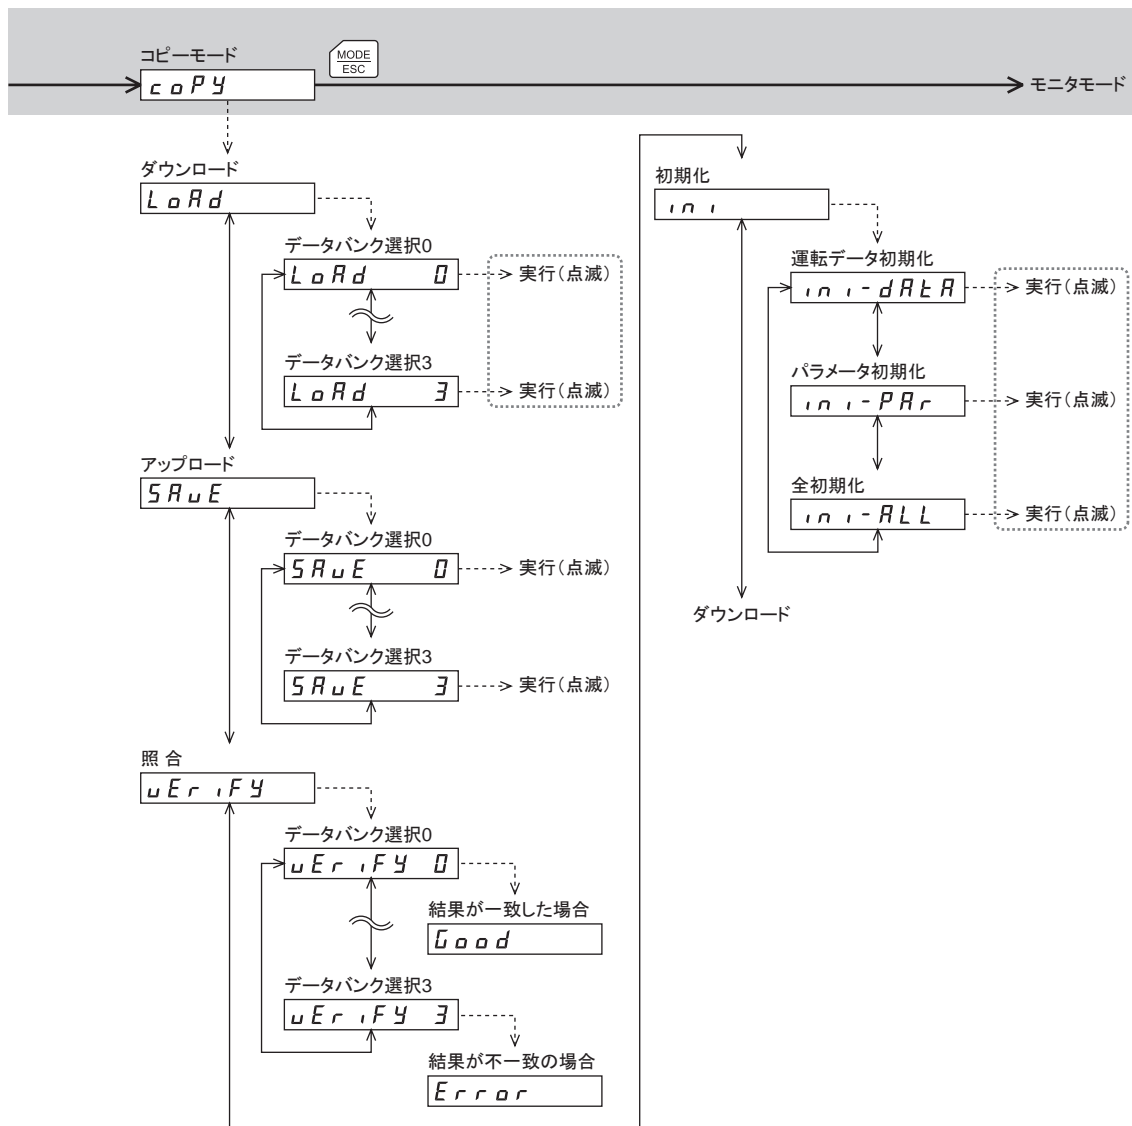 コピーモード
MODE
ESC
coPY
モニタモード
ダウンロード
LoAd
データバンク選択0
LoAd 0
実行（点滅）
データバンク選択3
LoAd 3
実行（点滅）
アップロード
SAvE
データバンク選択0
SAvE 0
実行（点滅）
データバンク選択3
SAvE 3
実行（点滅）
照 合
vEriFY
データバンク選択0
vEriFY 0
結果が一致した場合
Good
データバンク選択3
vEriFY 3
結果が不一致の場合
Error
初期化
ini
運転データ初期化
ini-dAtA
実行（点滅）
パラメータ初期化
ini-PAr
実行（点滅）
全初期化
ini-ALL
実行（点滅）
ダウンロード